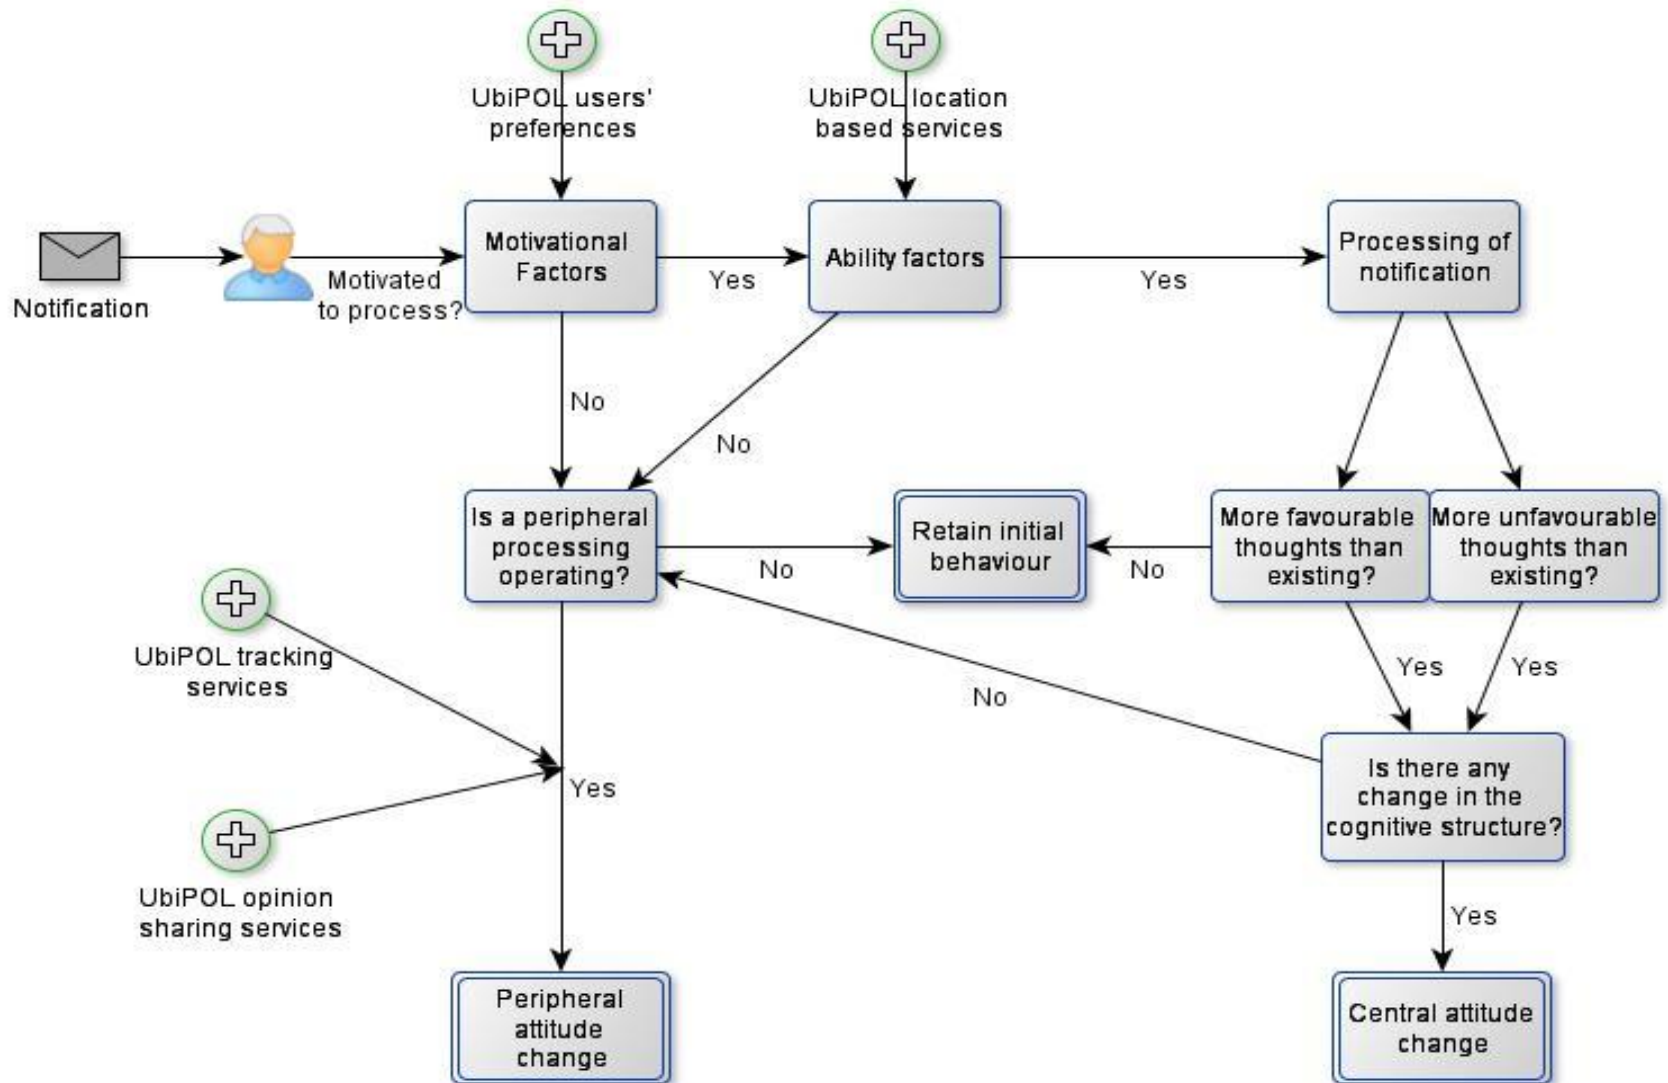 UbiPOL users'
preferences
UbiPOL location
based services
Notification
Motivated
to process?
Motivational
Factors
Yes
Ability factors
Yes
Processing of
notification
No
No
Is a peripheral
processing
operating?
No
Retain initial
behaviour
No
More favourable
thoughts than
existing?
More unfavourable
thoughts than
existing?
UbiPOL tracking
services
No
Yes
Yes
Yes
Is there any
change in the
cognitive structure?
UbiPOL opinion
sharing services
Yes
Peripheral
attitude
change
Central attitude
change